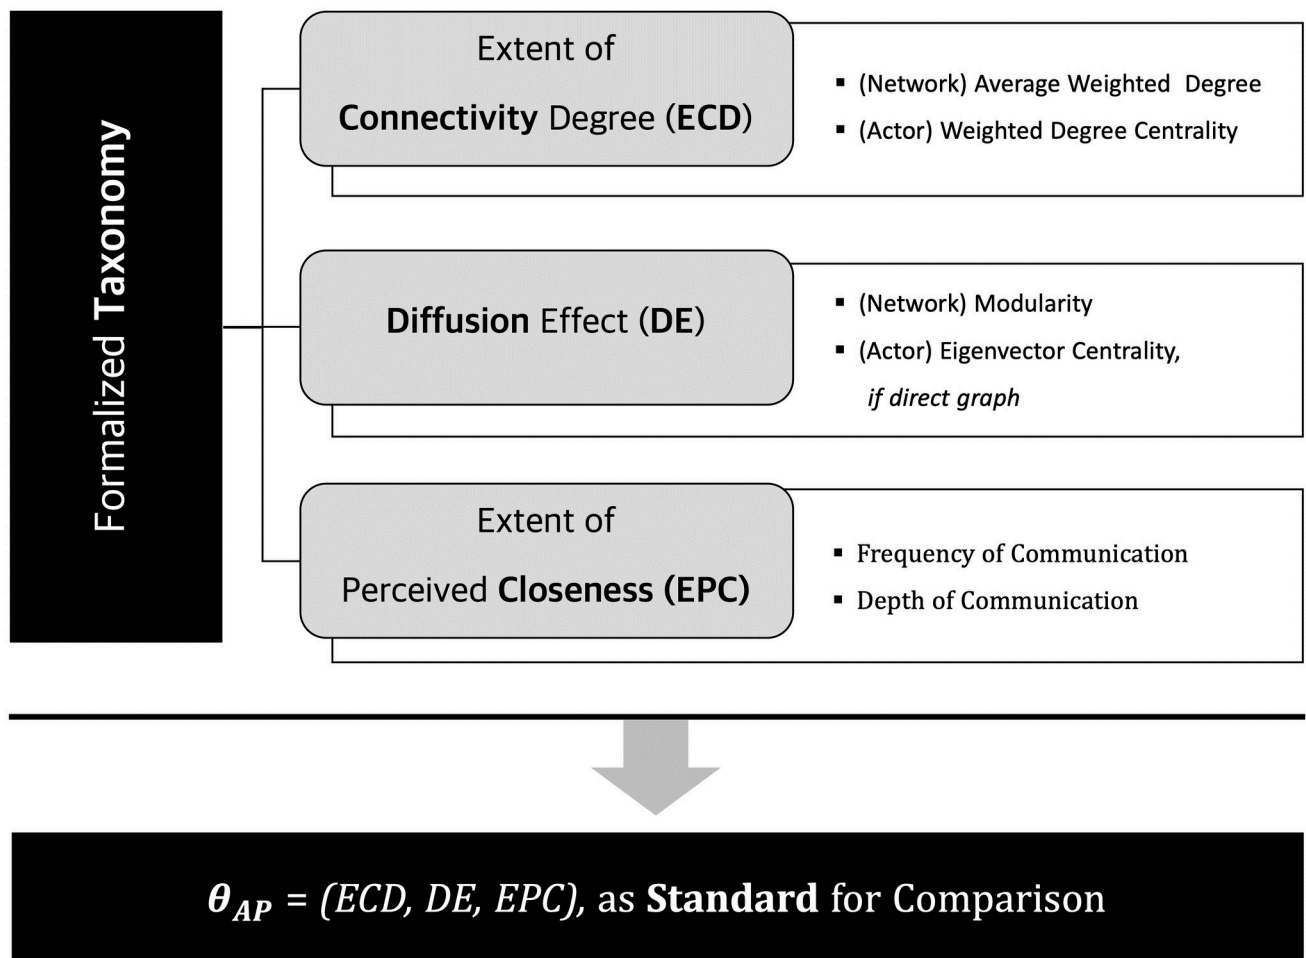 Formalized Taxonomy
Extent of
Connectivity Degree (ECD)
▪ (Network) Average Weighted Degree
▪ (Actor) Weighted Degree Centrality
Diffusion Effect (DE)
▪ (Network) Modularity
▪ (Actor) Eigenvector Centrality,
if direct graph
Extent of
Perceived Closeness (EPC)
▪ Frequency of Communication
▪ Depth of Communication
θ_AP = (ECD, DE, EPC), as Standard for Comparison